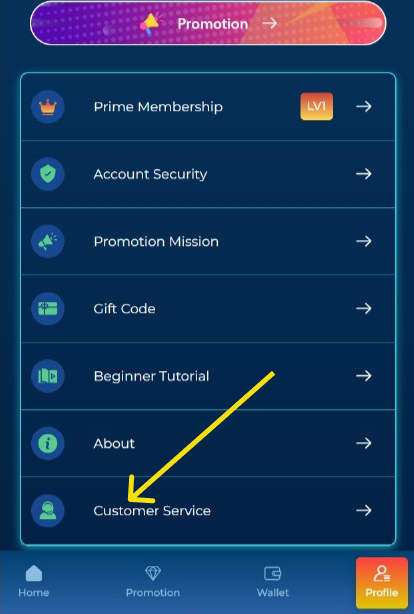 Promotion
Prime Membership LV1
Account Security
Promotion Mission
Gift Code
Beginner Tutorial
About
Customer Service
Home Promotion Wallet Profile